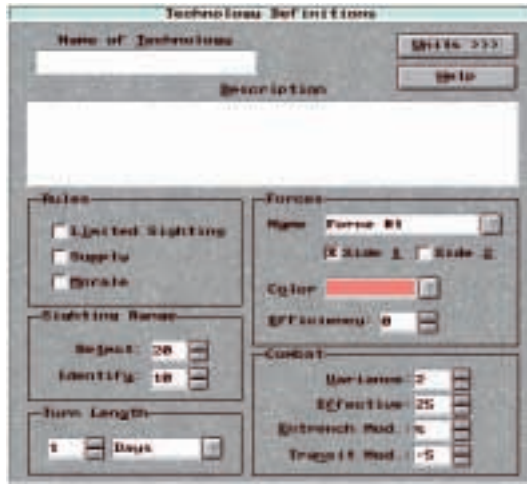 Technology Definitions
Name of Technology
Units >>>
Help
Description
Rules
Limited Sighting
Supply
Morale
Sighting Range
Detect: 20
Identify: 10
Turn Length
Days
Forces
Name Force #1
X Side 1 Side 2
Color
Efficiency: 0
Combat
Variance: 2
Effective: 25
Entrench Mod.:
Transit Mod.: -5